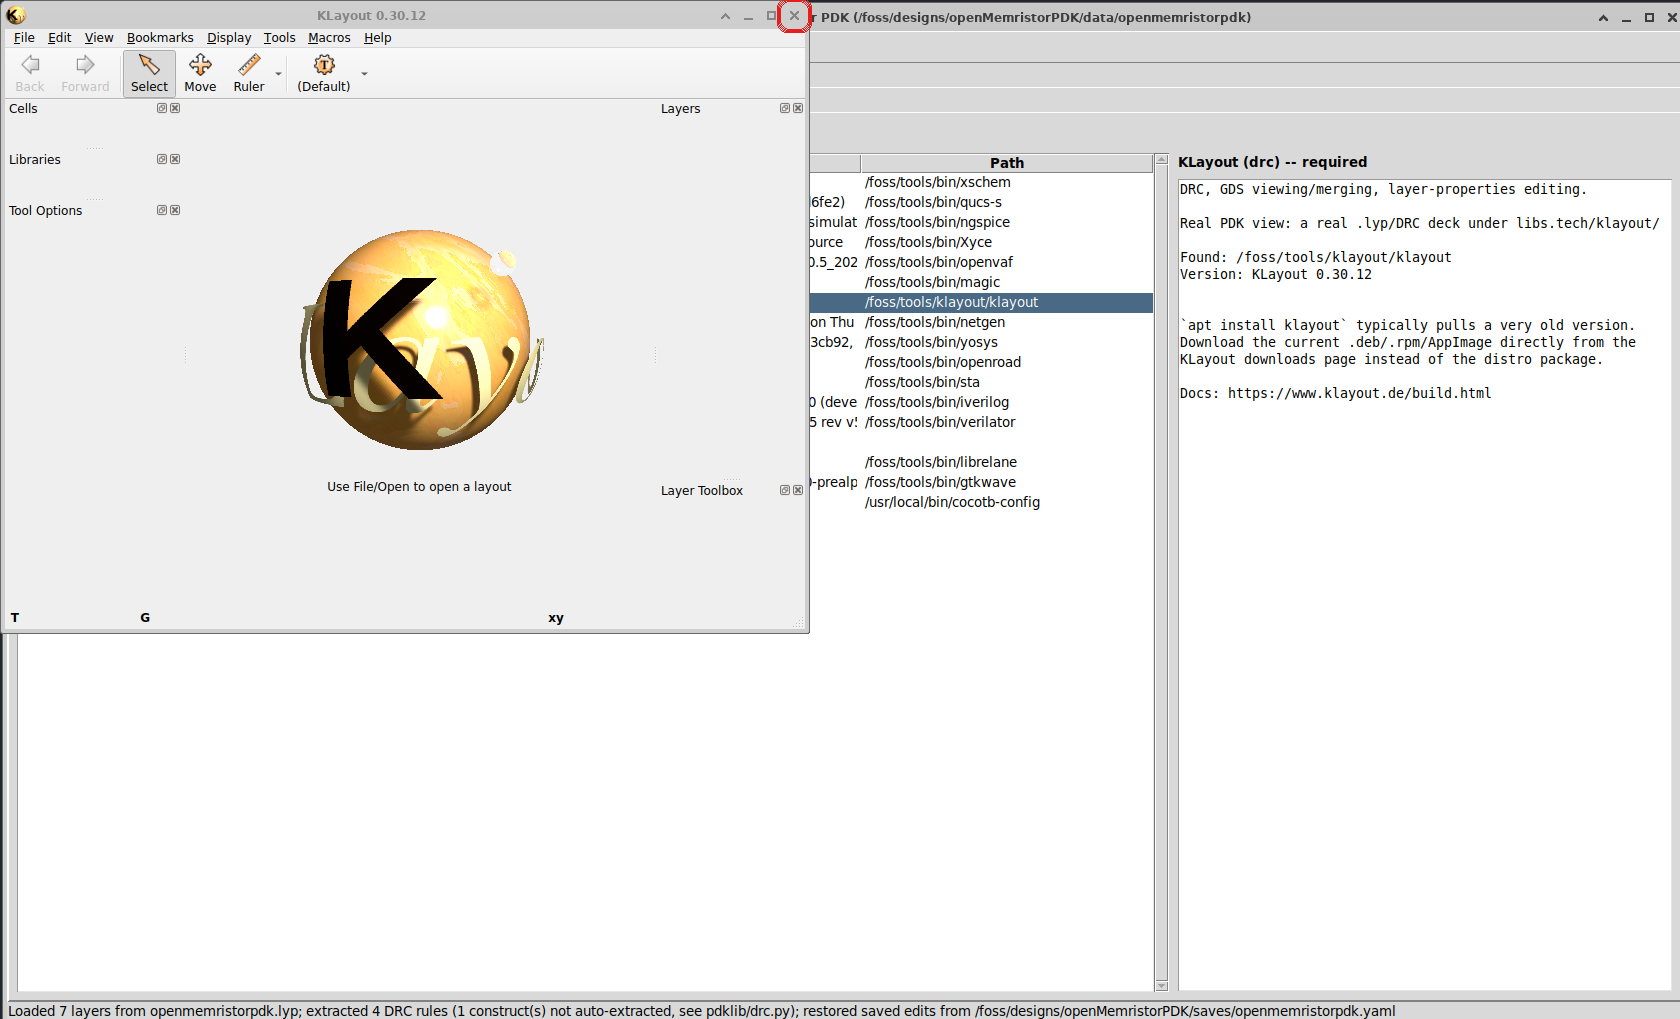 KLayout 0.30.12
r PDK (/foss/designs/openMemristorPDK/data/openmemristorpdk)
File Edit View Bookmarks Display Tools Macros Help
Back Forward Select Move Ruler (Default)
Cells
Layers
Libraries
Tool Options
K
Use File/Open to open a layout
Layer Toolbox
T G xy
Path
/foss/tools/bin/xschem
l6fe2) /foss/tools/bin/qucs-s
simulat /foss/tools/bin/ngspice
ource /foss/tools/bin/Xyce
0.5_202 /foss/tools/bin/openvaf
/foss/tools/bin/magic
/foss/tools/klayout/klayout
on Thu /foss/tools/bin/netgen
3cb92, /foss/tools/bin/yosys
/foss/tools/bin/openroad
/foss/tools/bin/sta
0 (deve /foss/tools/bin/iverilog
5 rev v5 /foss/tools/bin/verilator
/foss/tools/bin/librelane
0-prealp /foss/tools/bin/gtkwave
/usr/local/bin/cocotb-config
KLayout (drc) -- required
DRC, GDS viewing/merging, layer-properties editing.
Real PDK view: a real .lyp/DRC deck under libs.tech/klayout/
Found: /foss/tools/klayout/klayout
Version: KLayout 0.30.12
`apt install klayout` typically pulls a very old version.
Download the current .deb/.rpm/AppImage directly from the
KLayout downloads page instead of the distro package.
Docs: https://www.klayout.de/build.html
Loaded 7 layers from openmemristorpdk.lyp; extracted 4 DRC rules (1 construct(s) not auto-extracted, see pdklib/drc.py); restored saved edits from /foss/designs/openMemristorPDK/saves/openmemristorpdk.yaml